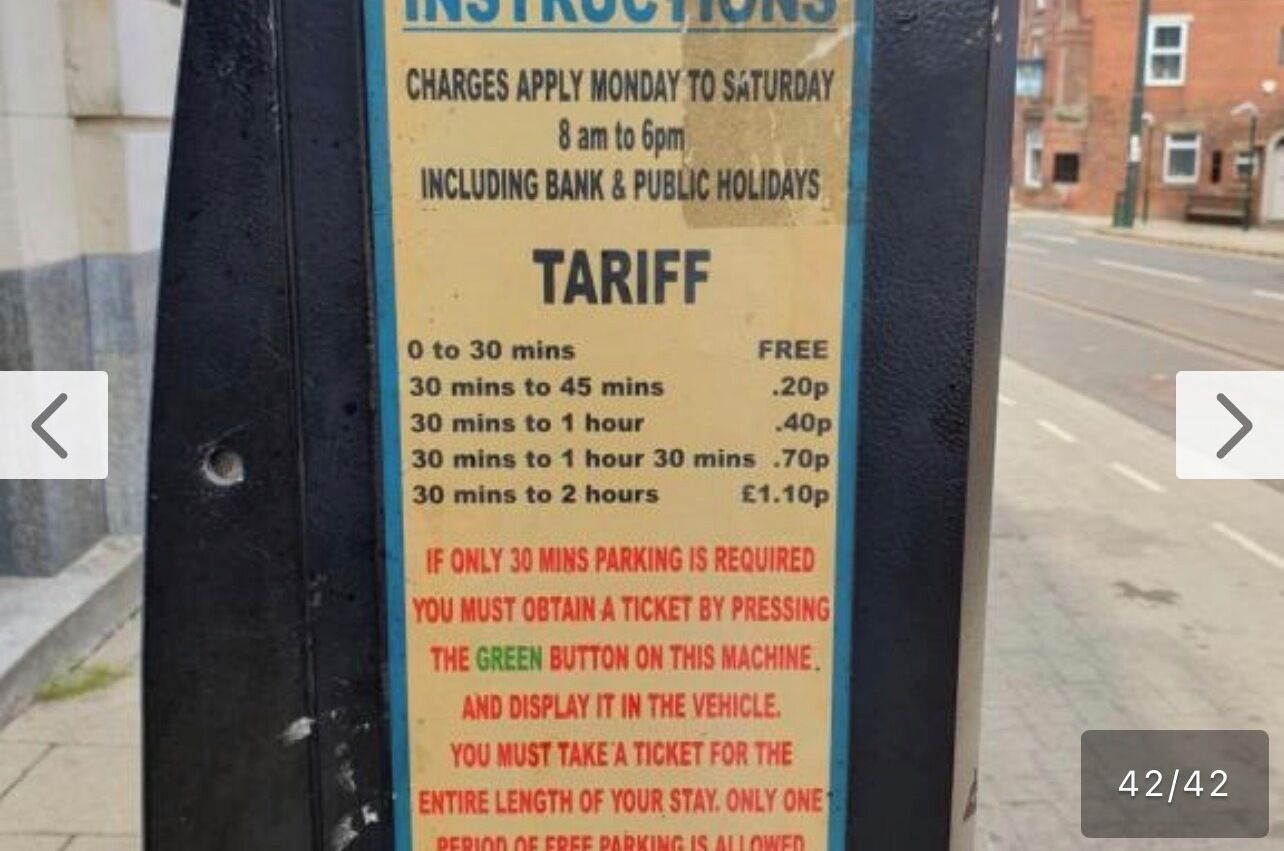 INSTRUCTIONS
CHARGES APPLY MONDAY TO SATURDAY
8 am to 6pm
INCLUDING BANK & PUBLIC HOLIDAYS
TARIFF
0 to 30 mins FREE
30 mins to 45 mins .20p
30 mins to 1 hour .40p
30 mins to 1 hour 30 mins .70p
30 mins to 2 hours £1.10p
IF ONLY 30 MINS PARKING IS REQUIRED
YOU MUST OBTAIN A TICKET BY PRESSING
THE GREEN BUTTON ON THIS MACHINE.
AND DISPLAY IT IN THE VEHICLE.
YOU MUST TAKE A TICKET FOR THE
ENTIRE LENGTH OF YOUR STAY. ONLY ONE
PERIOD OF FREE PARKING IS ALLOWED
42/42